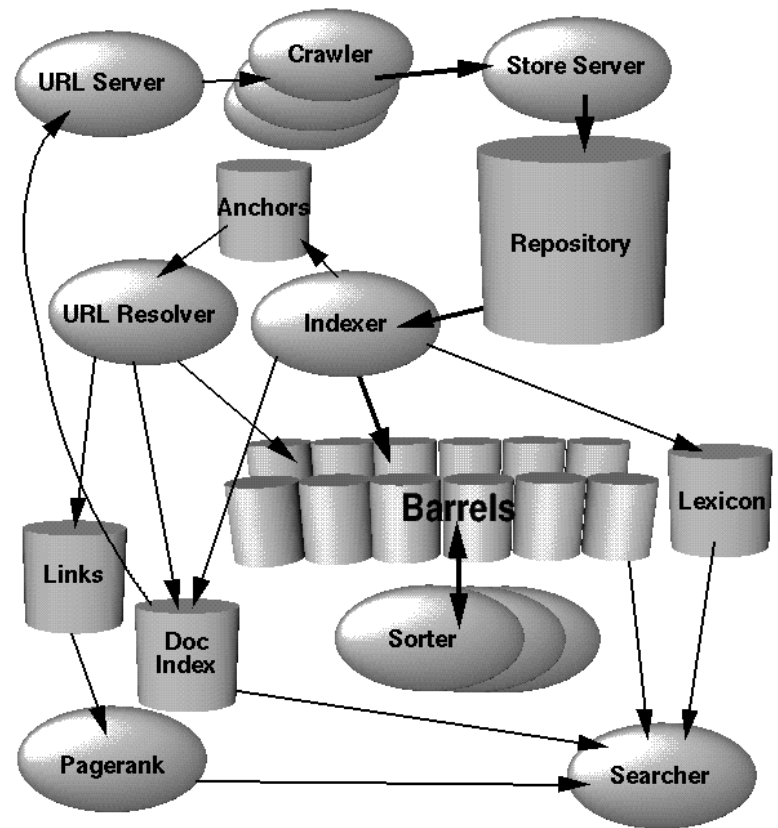 Crawler
URL Server
Store Server
Anchors
Repository
URL Resolver
Indexer
Barrels
Lexicon
Links
Doc
Index
Sorter
Pagerank
Searcher